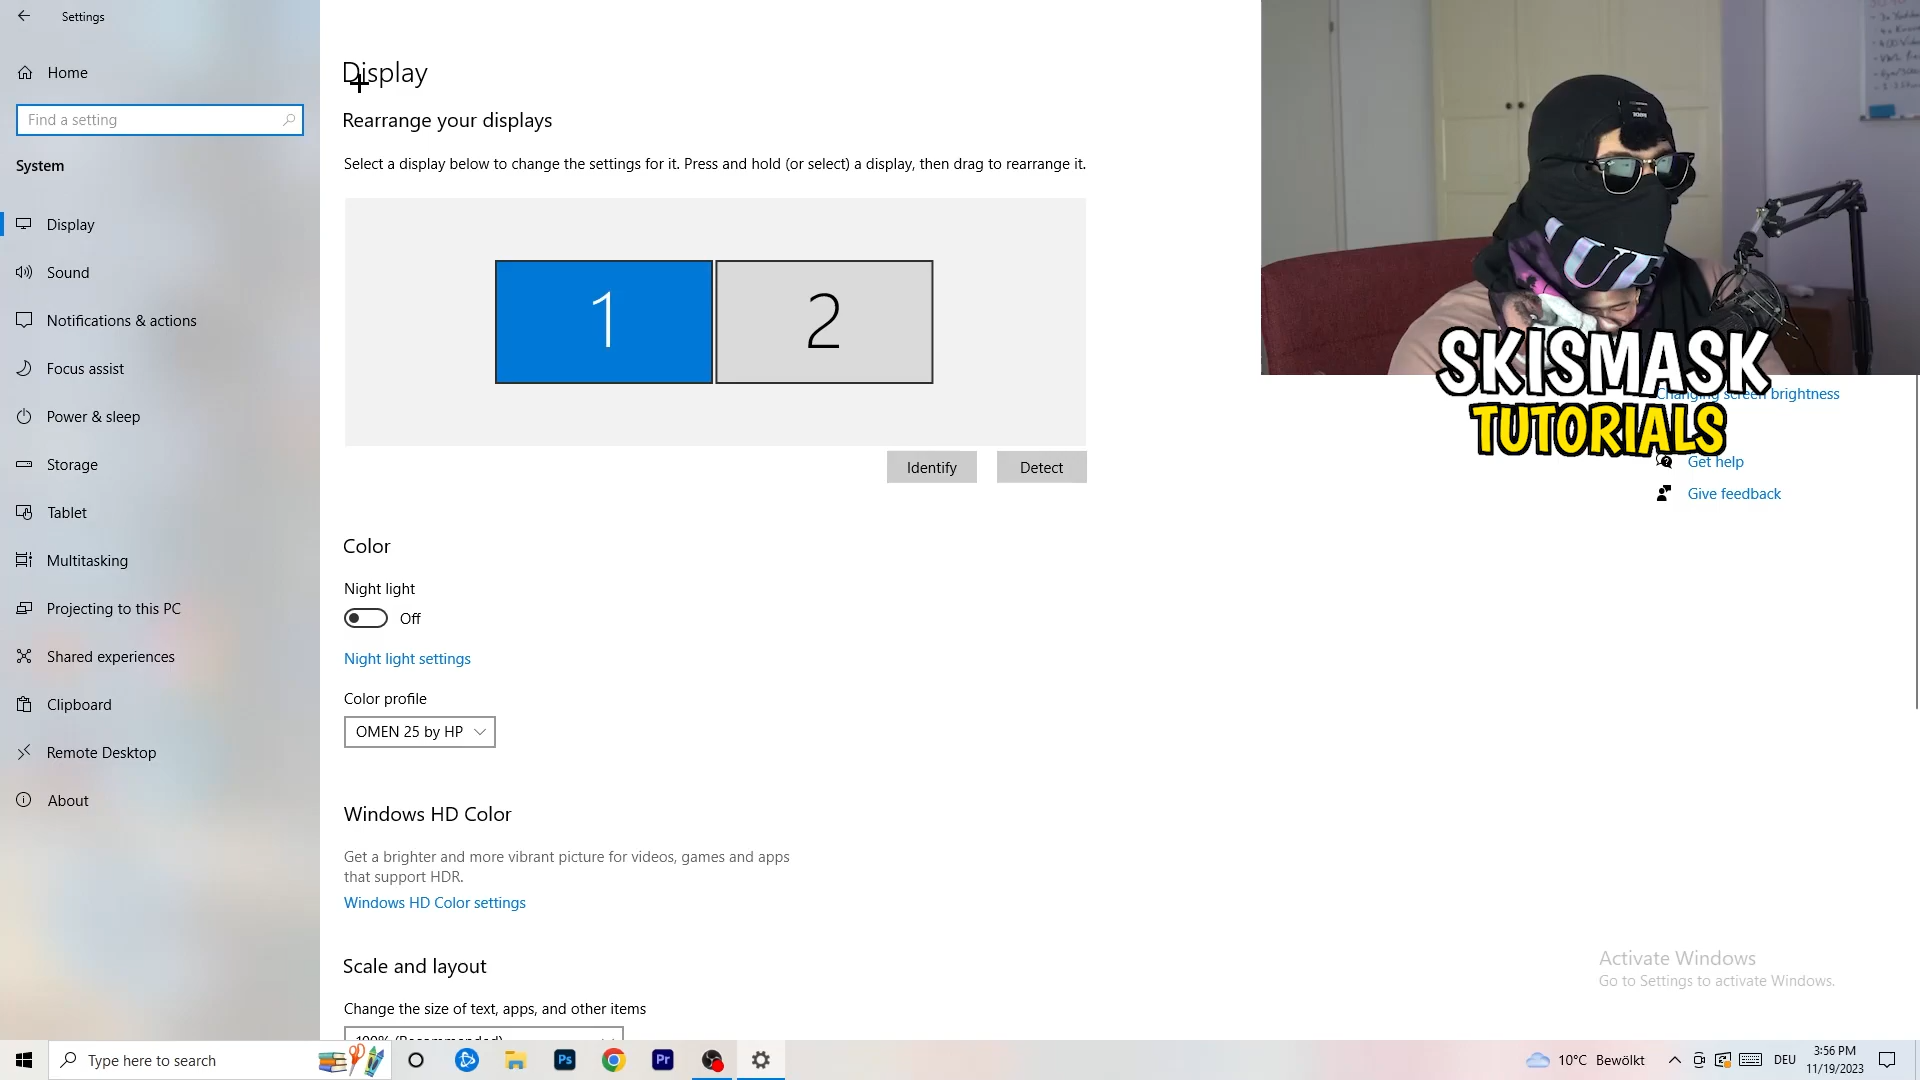 Settings
Home
Find a setting
System
Display
Sound
Notifications & actions
Focus assist
Power & sleep
Storage
Tablet
Multitasking
Projecting to this PC
Shared experiences
Clipboard
Remote Desktop
About
Display
Rearrange your displays
Select a display below to change the settings for it. Press and hold (or select) a display, then drag to rearrange it.
1
2
Identify
Detect
Color
Night light
Off
Night light settings
Color profile
OMEN 25 by HP
Windows HD Color
Get a brighter and more vibrant picture for videos, games and apps
that support HDR.
Windows HD Color settings
Scale and layout
Change the size of text, apps, and other items
100% (Recommended)
SKISMASK
TUTORIALS
Changing screen brightness
Get help
Give feedback
Activate Windows
Go to Settings to activate Windows.
Type here to search
Ps
Pr
10°C Bewölkt
DEU
3:56 PM
11/19/2023